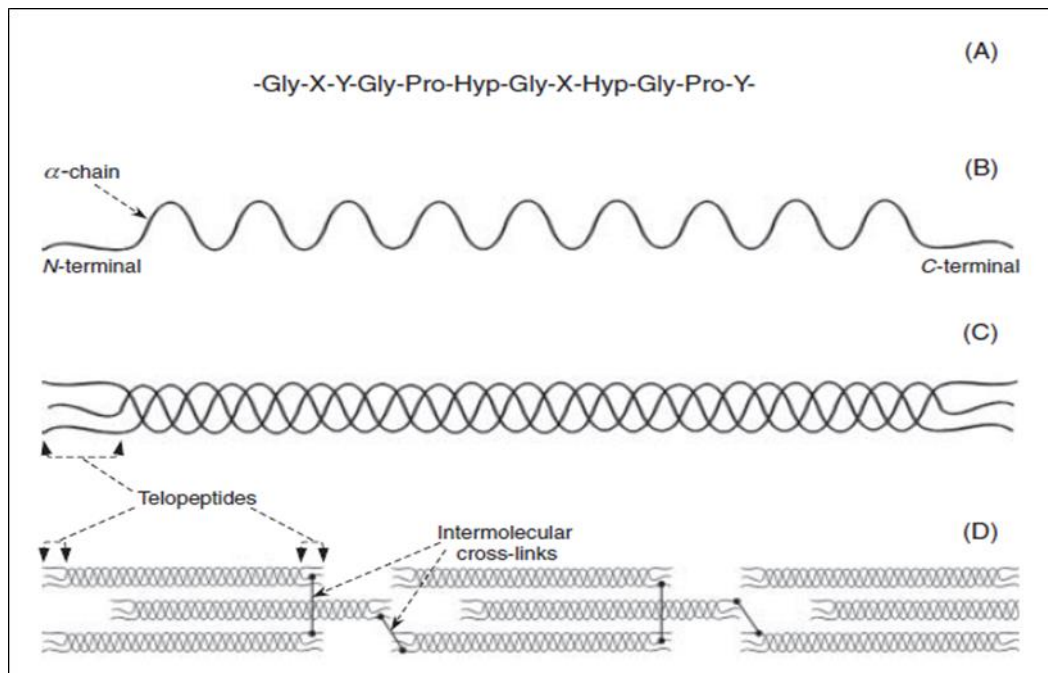 (A)
-Gly-X-Y-Gly-Pro-Hyp-Gly-X-Hyp-Gly-Pro-Y-
α-chain
(B)
N-terminal
C-terminal
(C)
Telopeptides
Intermolecular
cross-links
(D)